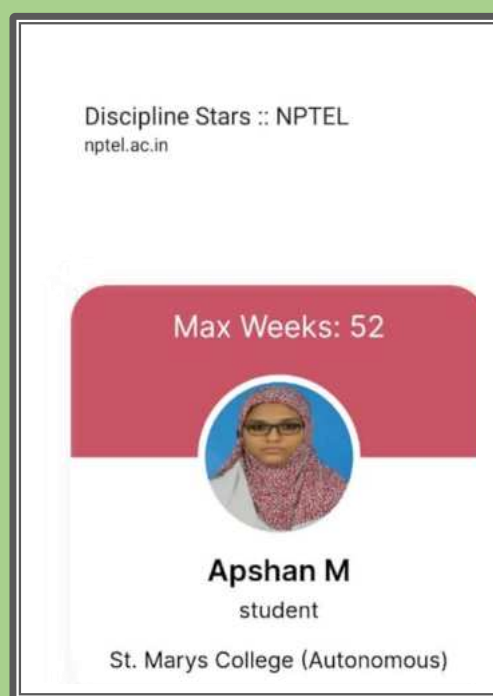 Discipline Stars :: NPTEL
nptel.ac.in
Max Weeks: 52
Apshan M
student
St. Marys College (Autonomous)